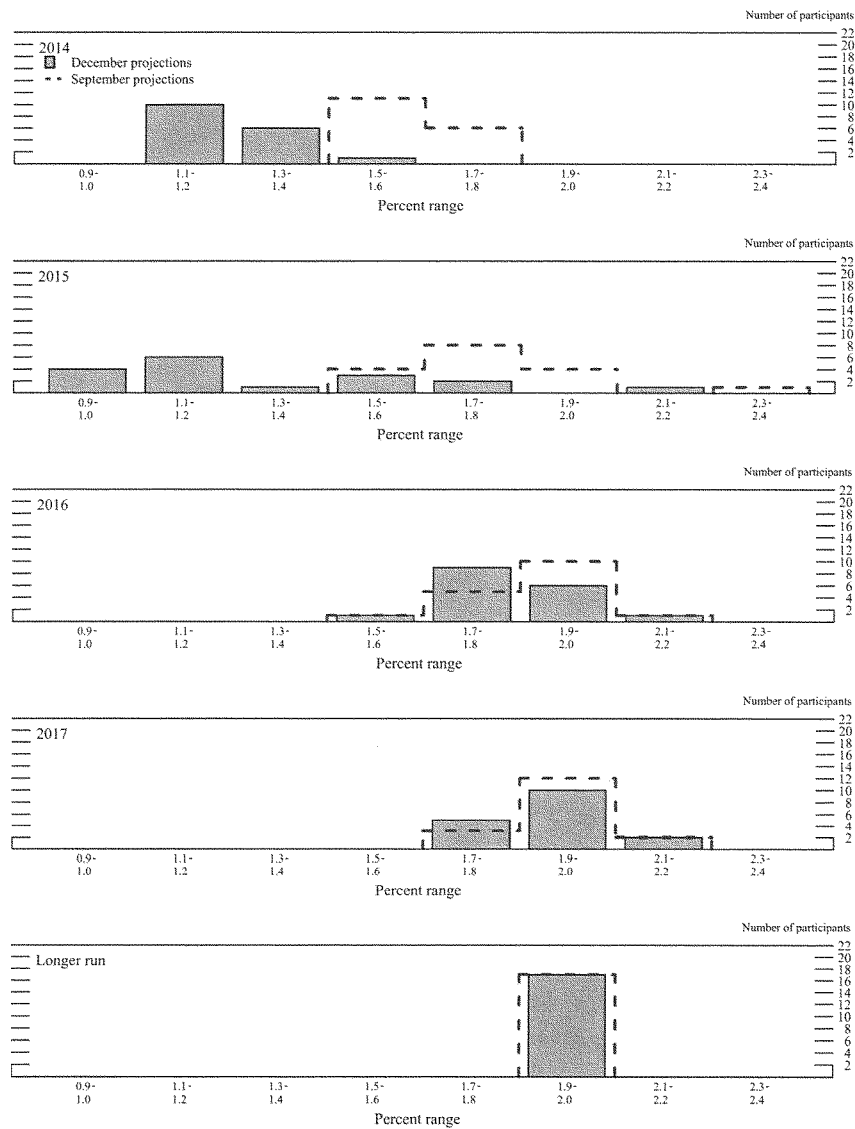 Number of participants
2014
December projections
September projections
22
20
18
16
14
12
10
8
6
4
2
0.9- 1.1- 1.3- 1.5- 1.7- 1.9- 2.1- 2.3-
1.0 1.2 1.4 1.6 1.8 2.0 2.2 2.4
Percent range
Number of participants
2015
22
20
18
16
14
12
10
8
6
4
2
0.9- 1.1- 1.3- 1.5- 1.7- 1.9- 2.1- 2.3-
1.0 1.2 1.4 1.6 1.8 2.0 2.2 2.4
Percent range
Number of participants
2016
22
20
18
16
14
12
10
8
6
4
2
0.9- 1.1- 1.3- 1.5- 1.7- 1.9- 2.1- 2.3-
1.0 1.2 1.4 1.6 1.8 2.0 2.2 2.4
Percent range
Number of participants
2017
22
20
18
16
14
12
10
8
6
4
2
0.9- 1.1- 1.3- 1.5- 1.7- 1.9- 2.1- 2.3-
1.0 1.2 1.4 1.6 1.8 2.0 2.2 2.4
Percent range
Number of participants
Longer run
22
20
18
16
14
12
10
8
6
4
2
0.9- 1.1- 1.3- 1.5- 1.7- 1.9- 2.1- 2.3-
1.0 1.2 1.4 1.6 1.8 2.0 2.2 2.4
Percent range